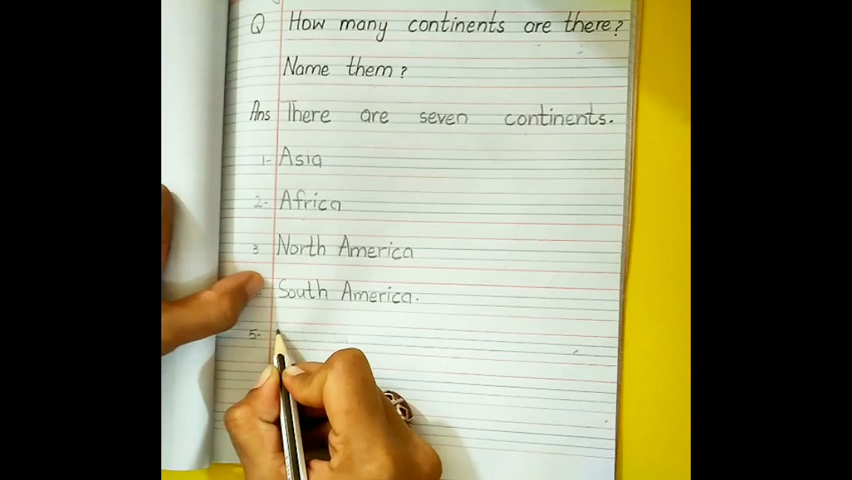 Q How many continents are there?
Name them?
Ans There are seven continents.
1- Asia
2- Africa
3 North America
South America.
5-